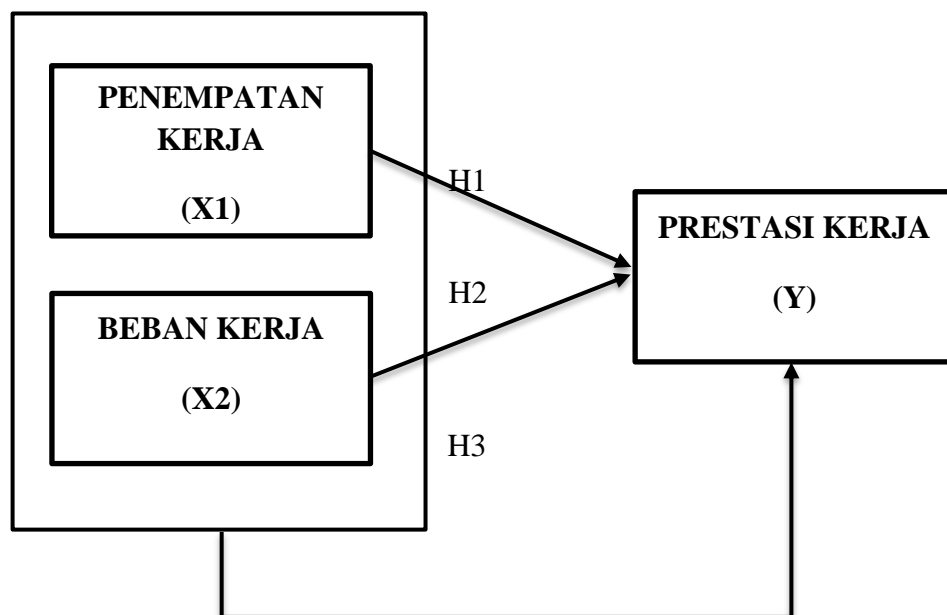 PENEMPATAN
KERJA
(X1)
H1
PRESTASI KERJA
(Y)
H2
BEBAN KERJA
(X2)
H3